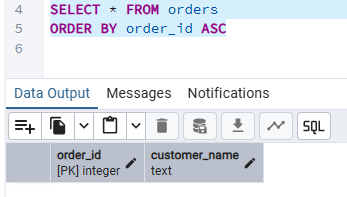 4 SELECT * FROM orders
5 ORDER BY order_id ASC
6
Data Output Messages Notifications
SQL
order_id customer_name
[PK] integer text